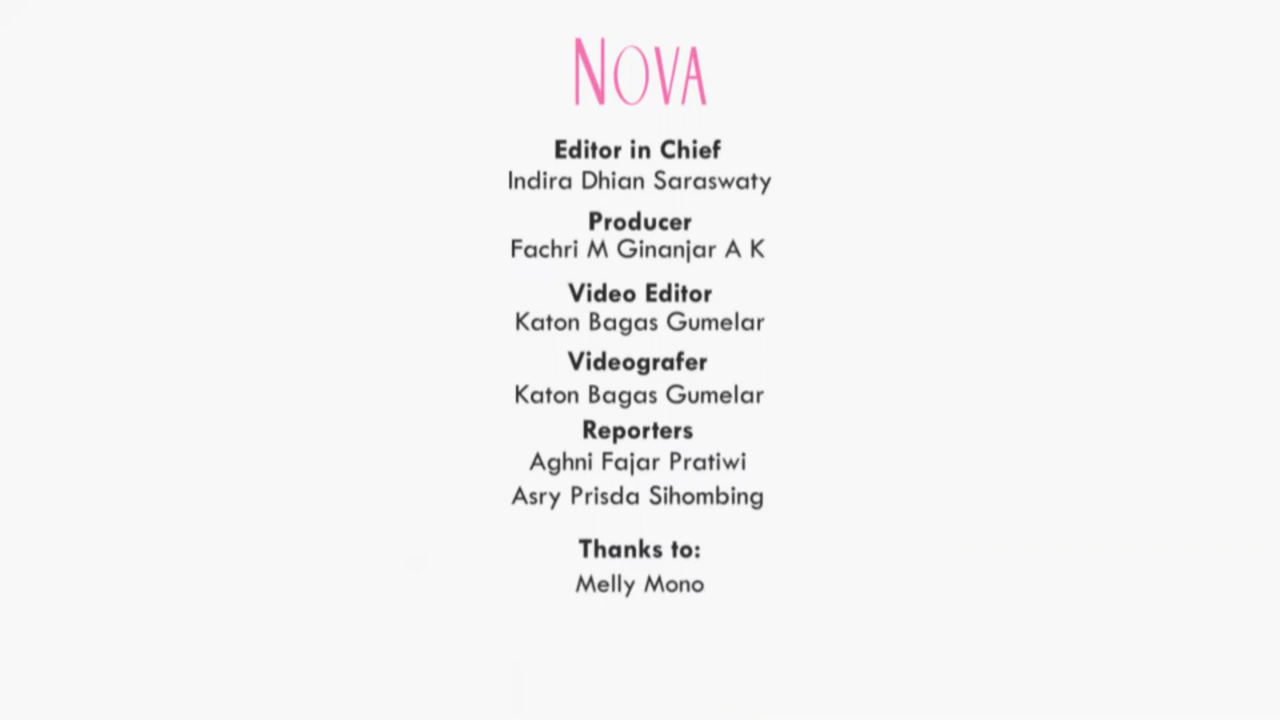 NOVA
Editor in Chief
Indira Dhian Saraswaty
Producer
Fachri M Ginanjar A K
Video Editor
Katon Bagas Gumelar
Videografer
Katon Bagas Gumelar
Reporters
Aghni Fajar Pratiwi
Asry Prisda Sihombing
Thanks to:
Melly Mono